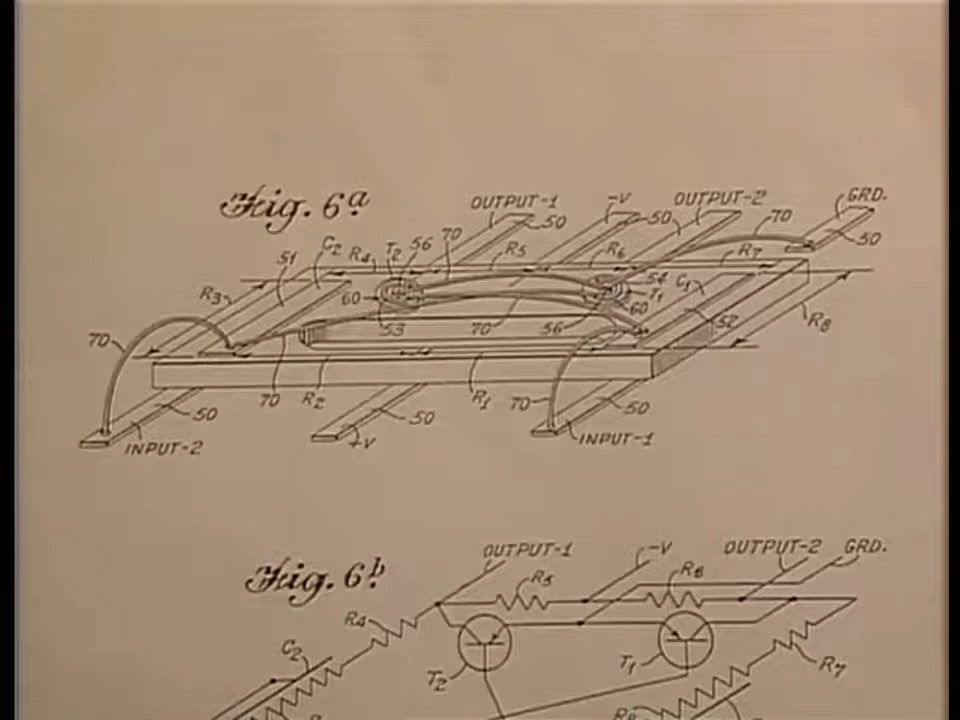 Fig. 6a
OUTPUT-1
-V
OUTPUT-2
GRD.
50
50
70
50
51
C2
R4
T2
56
70
R5
R6
R7
54
C1
T1
R3
60
53
70
56
60
52
R8
70
70
R2
R1
70
50
50
50
INPUT-2
+V
INPUT-1
Fig. 6b
OUTPUT-1
-V
OUTPUT-2
GRD.
R5
R6
R4
C2
T2
T1
R7
R8